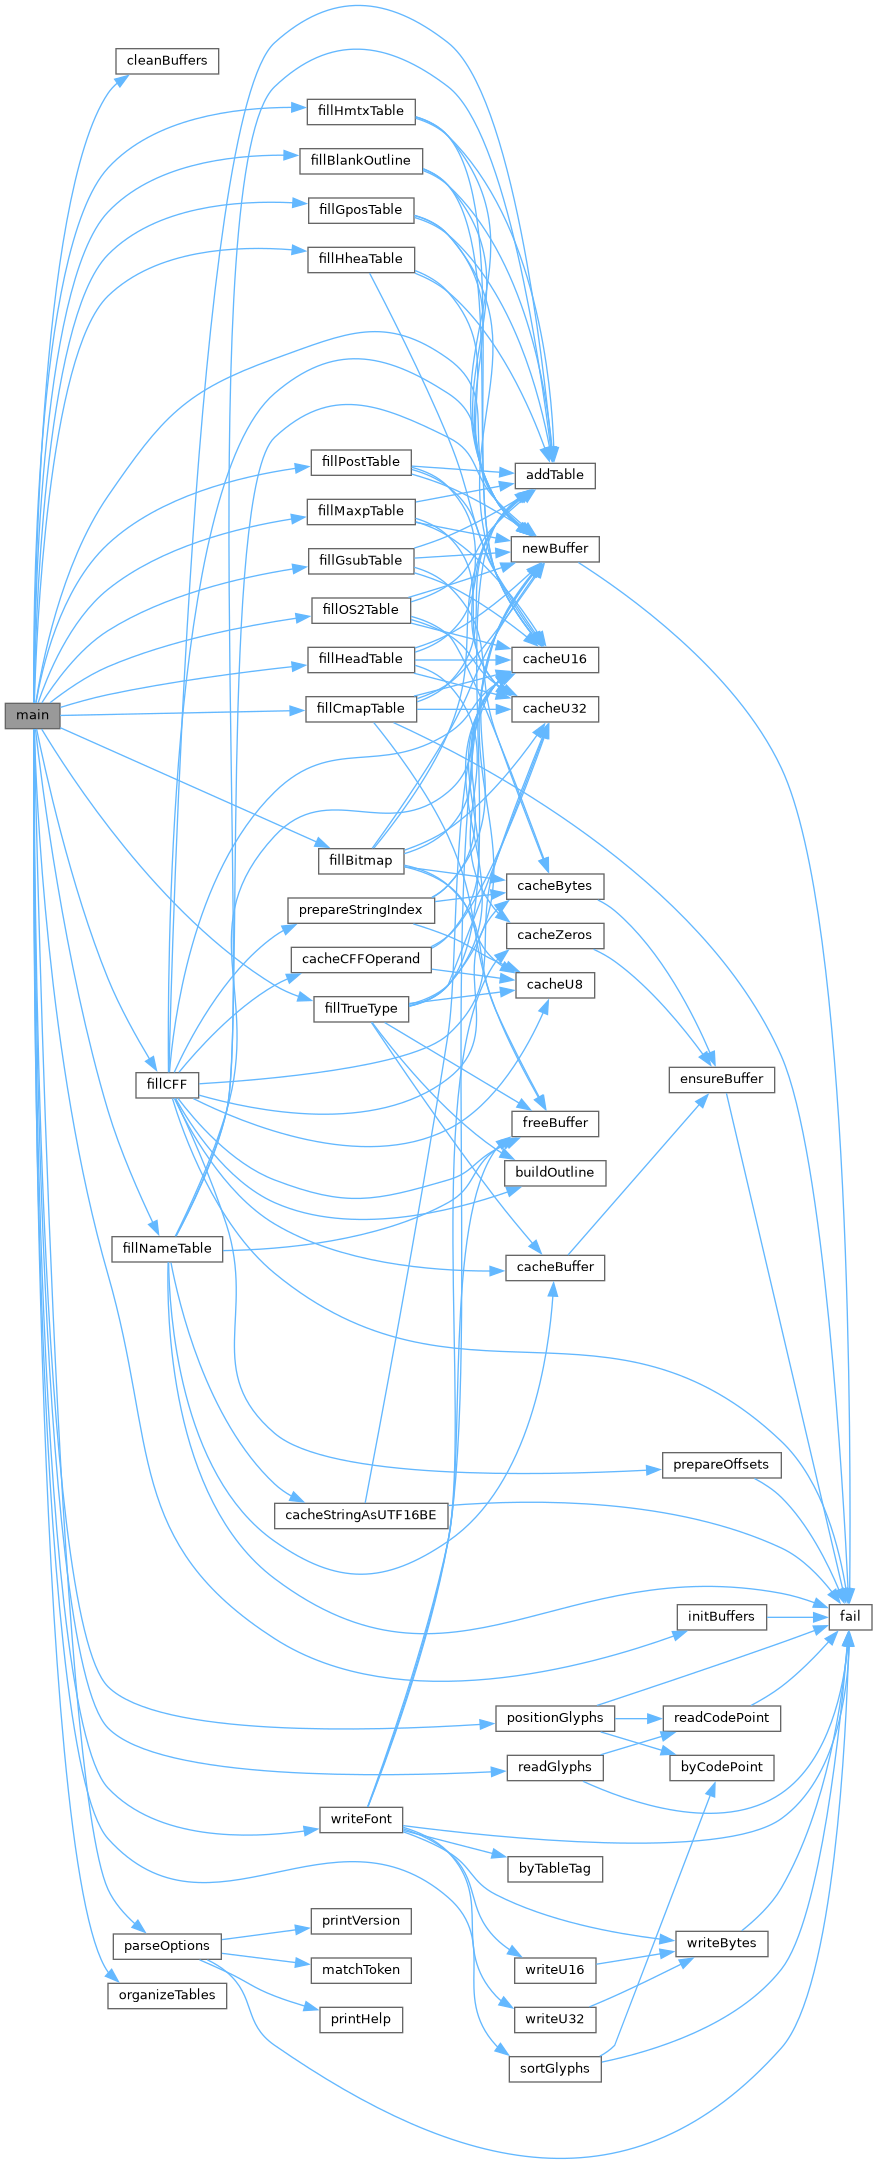 cleanBuffers
fillHmtxTable
fillBlankOutline
fillGposTable
fillHheaTable
fillPostTable
addTable
fillMaxpTable
newBuffer
fillGsubTable
fillOS2Table
fillHeadTable
cacheU16
fillCmapTable
cacheU32
main
fillBitmap
cacheBytes
prepareStringIndex
cacheZeros
cacheCFFOperand
cacheU8
fillTrueType
ensureBuffer
fillCFF
freeBuffer
buildOutline
fillNameTable
cacheBuffer
prepareOffsets
cacheStringAsUTF16BE
initBuffers
fail
positionGlyphs
readCodePoint
readGlyphs
byCodePoint
writeFont
byTableTag
printVersion
parseOptions
writeBytes
matchToken
writeU16
organizeTables
printHelp
writeU32
sortGlyphs